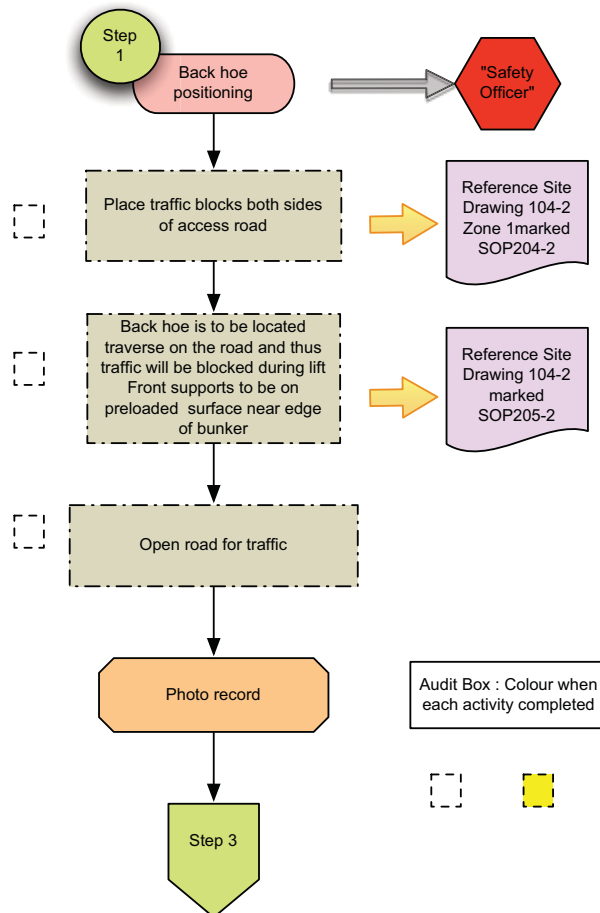 Step
1
Back hoe
positioning
"Safety
Officer"
Place traffic blocks both sides
of access road
Reference Site
Drawing 104-2
Zone 1marked
SOP204-2
Back hoe is to be located
traverse on the road and thus
traffic will be blocked during lift
Front supports to be on
preloaded surface near edge
of bunker
Reference Site
Drawing 104-2
marked
SOP205-2
Open road for traffic
Photo record
Audit Box : Colour when
each activity completed
Step 3